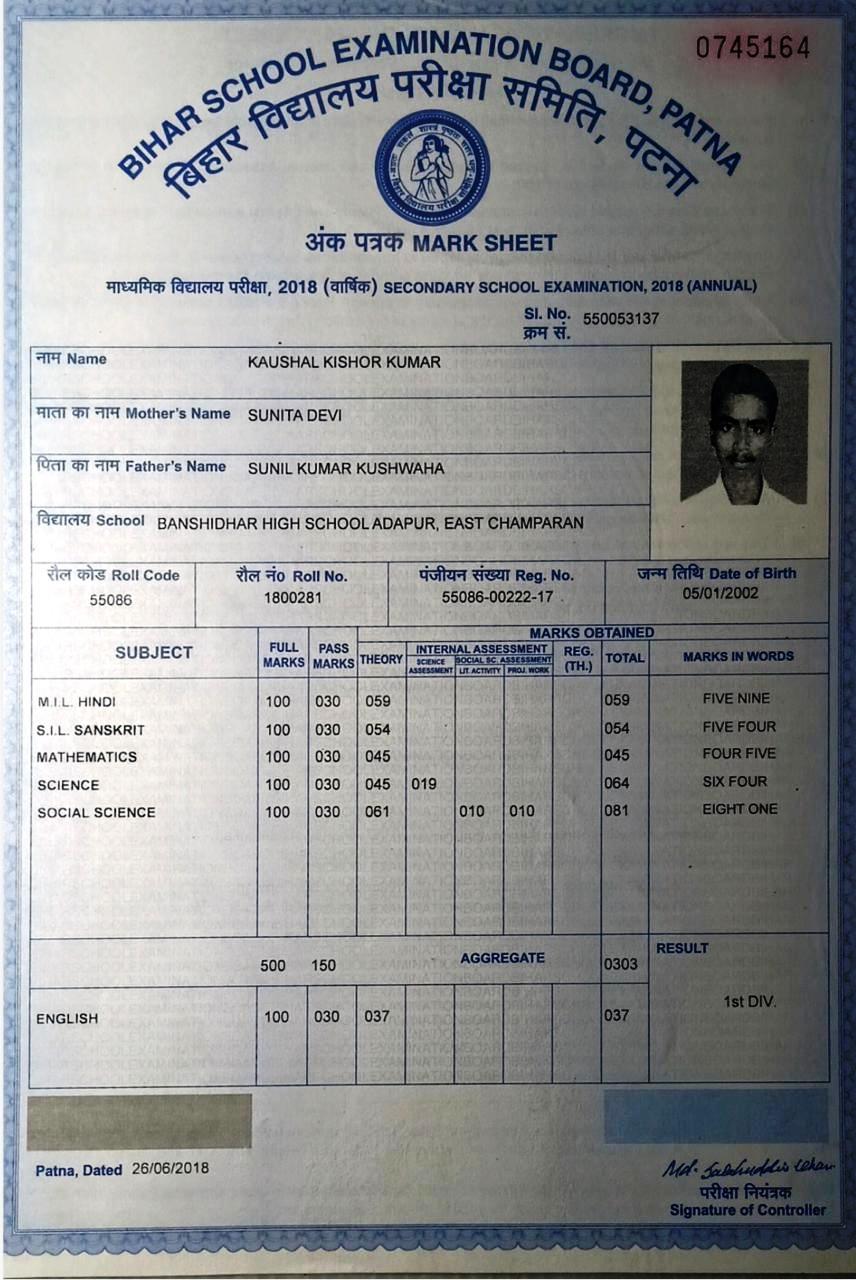 0745164
BIHAR SCHOOL EXAMINATION BOARD, PATNA
बिहार विद्यालय परीक्षा समिति, पटना
अंक पत्रक MARK SHEET
माध्यमिक विद्यालय परीक्षा, 2018 (वार्षिक) SECONDARY SCHOOL EXAMINATION, 2018 (ANNUAL)
Sl. No. 550053137
क्रम सं.
नाम Name KAUSHAL KISHOR KUMAR
माता का नाम Mother's Name SUNITA DEVI
पिता का नाम Father's Name SUNIL KUMAR KUSHWAHA
विद्यालय School BANSHIDHAR HIGH SCHOOL ADAPUR, EAST CHAMPARAN
रौल कोड Roll Code रौल नं० Roll No. पंजीयन संख्या Reg. No. जन्म तिथि Date of Birth
55086 1800281 55086-00222-17 05/01/2002
MARKS OBTAINED
SUBJECT FULL MARKS PASS MARKS THEORY INTERNAL ASSESSMENT REG. (TH.) TOTAL MARKS IN WORDS
SCIENCE ASSESSMENT SOCIAL SC. ASSESSMENT
LIT. ACTIVITY PROJ. WORK
M.I.L. HINDI 100 030 059 059 FIVE NINE
S.I.L. SANSKRIT 100 030 054 054 FIVE FOUR
MATHEMATICS 100 030 045 045 FOUR FIVE
SCIENCE 100 030 045 019 064 SIX FOUR
SOCIAL SCIENCE 100 030 061 010 010 081 EIGHT ONE
500 150 AGGREGATE 0303 RESULT
1st DIV.
ENGLISH 100 030 037 037
Patna, Dated 26/06/2018
परीक्षा नियंत्रक
Signature of Controller